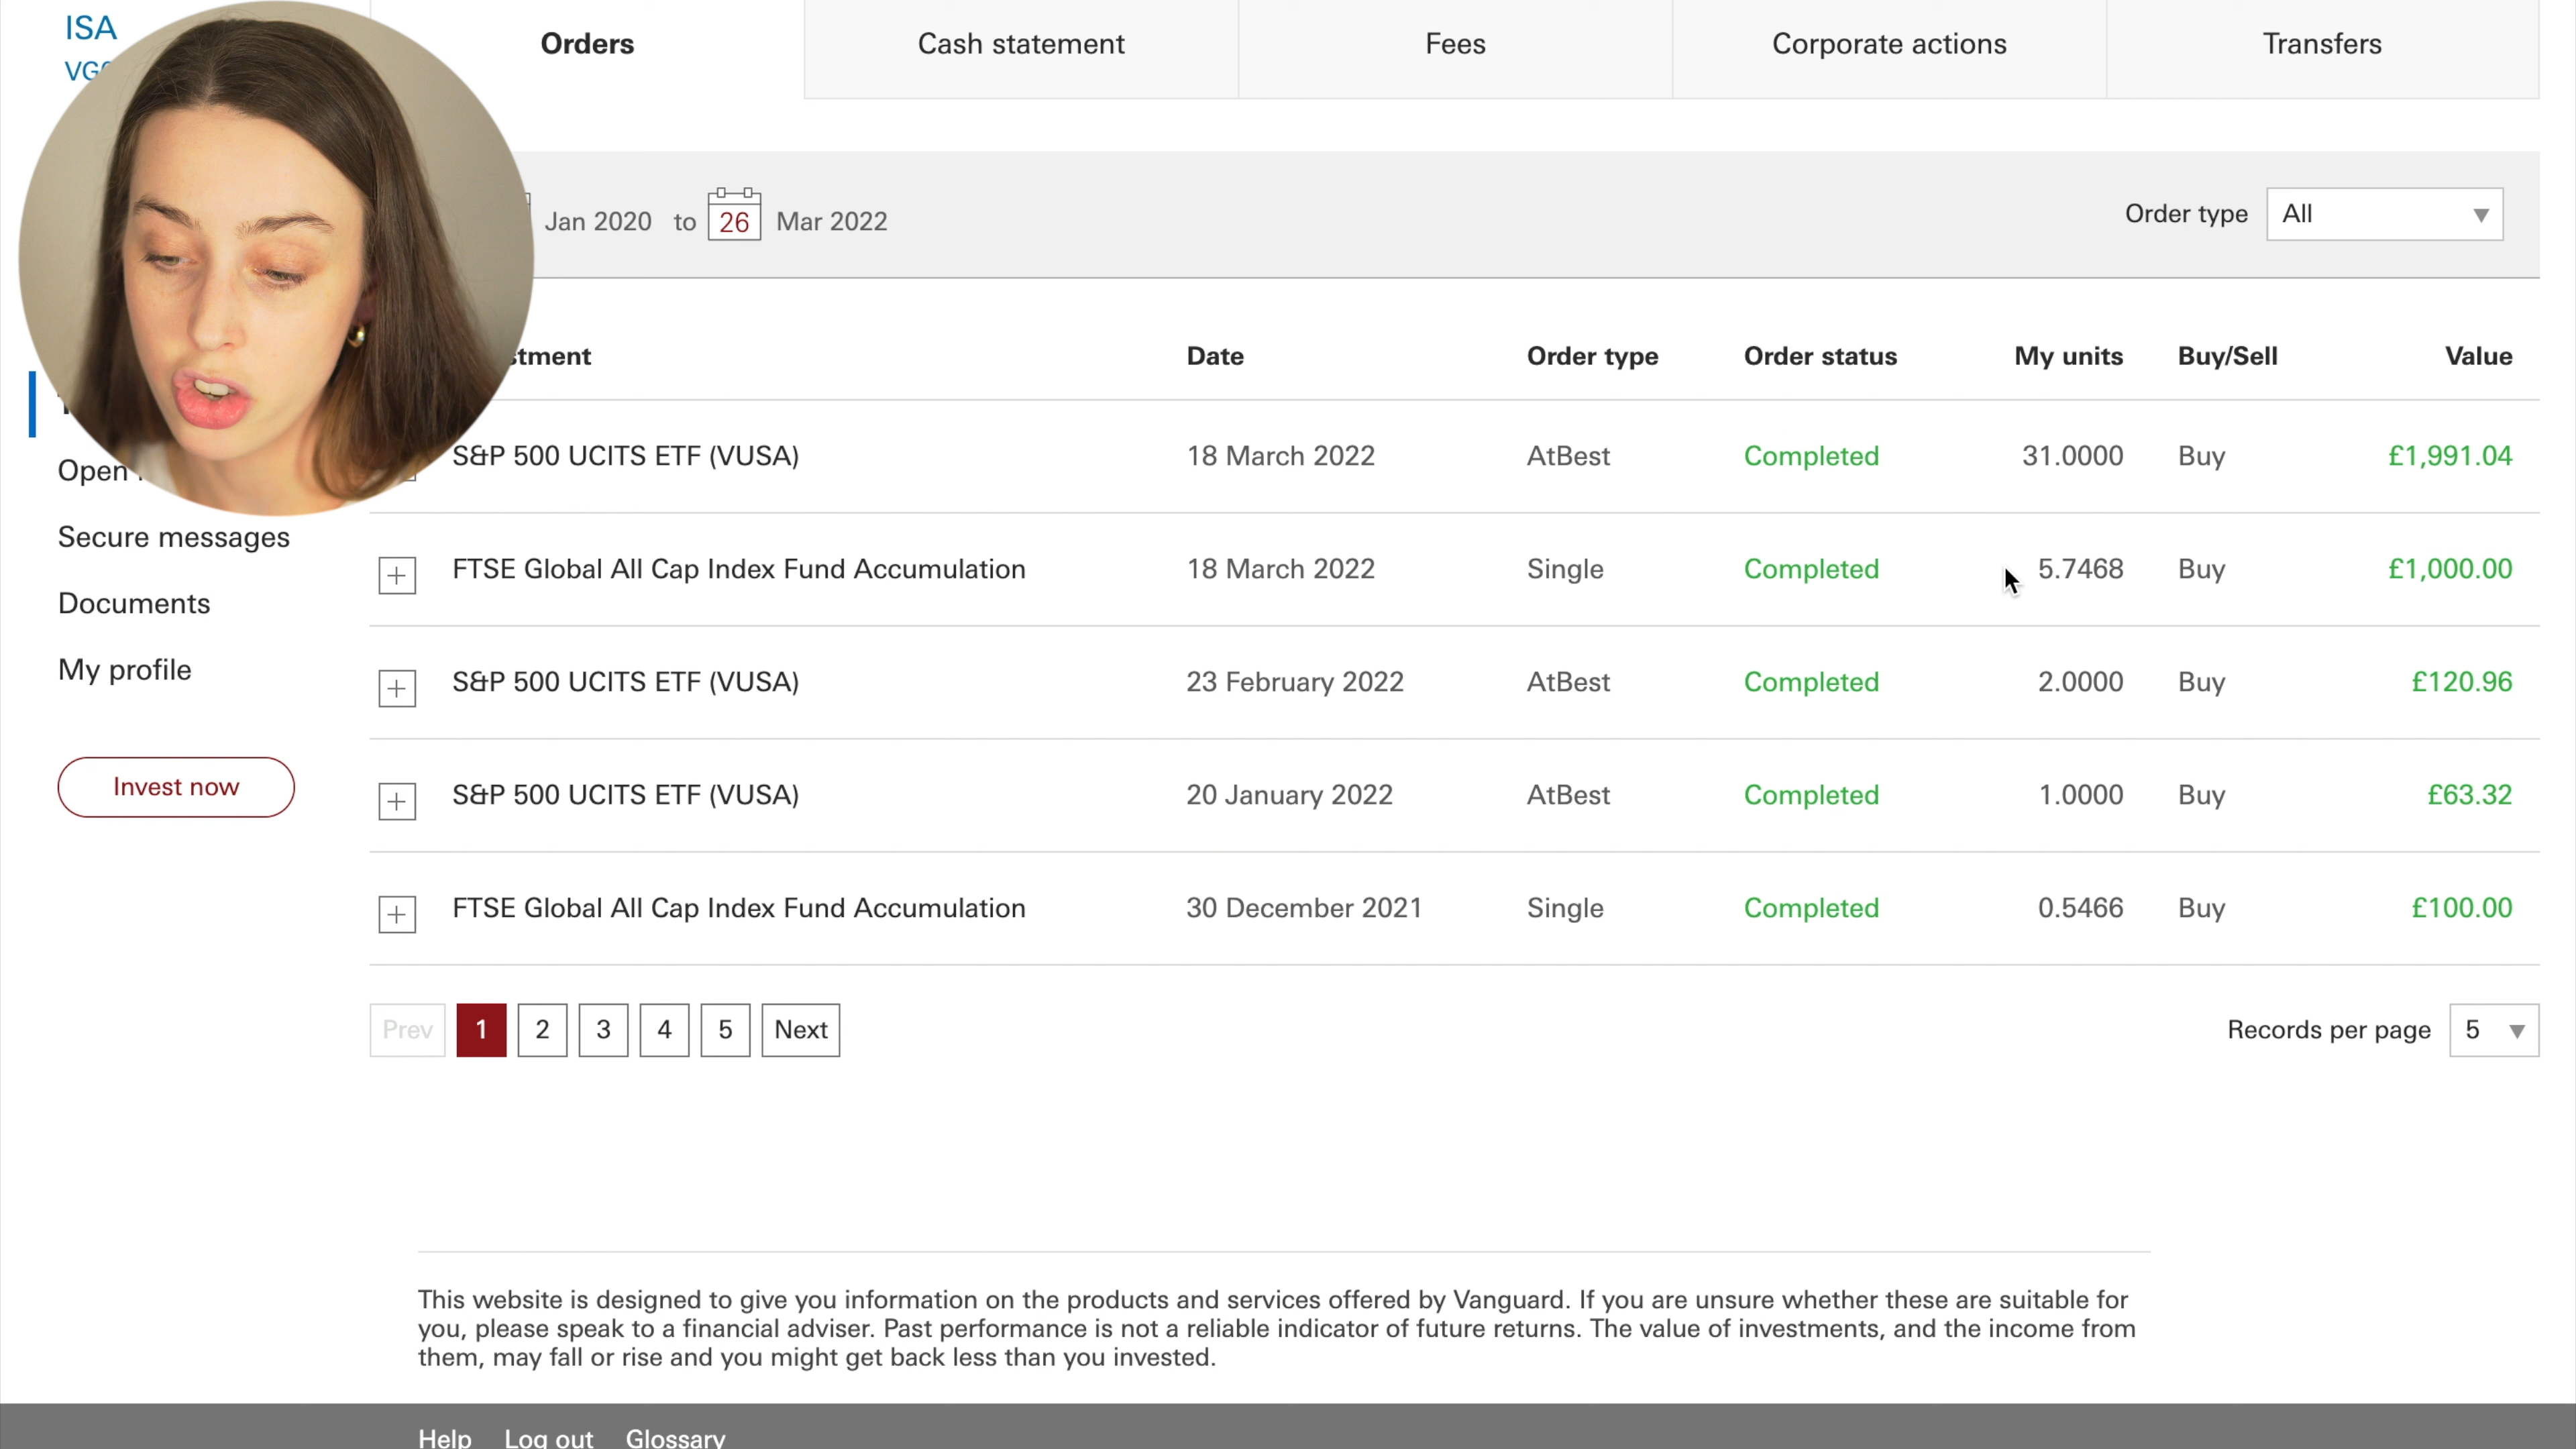 ISA
Orders Cash statement Fees Corporate actions Transfers
Jan 2020 to 26 Mar 2022 Order type All
Date Order type Order status My units Buy/Sell Value
S&P 500 UCITS ETF (VUSA) 18 March 2022 AtBest Completed 31.0000 Buy £1,991.04
Open
Secure messages
FTSE Global All Cap Index Fund Accumulation 18 March 2022 Single Completed 5.7468 Buy £1,000.00
Documents
My profile
S&P 500 UCITS ETF (VUSA) 23 February 2022 AtBest Completed 2.0000 Buy £120.96
Invest now
S&P 500 UCITS ETF (VUSA) 20 January 2022 AtBest Completed 1.0000 Buy £63.32
FTSE Global All Cap Index Fund Accumulation 30 December 2021 Single Completed 0.5466 Buy £100.00
Prev 1 2 3 4 5 Next Records per page 5
This website is designed to give you information on the products and services offered by Vanguard. If you are unsure whether these are suitable for
you, please speak to a financial adviser. Past performance is not a reliable indicator of future returns. The value of investments, and the income from
them, may fall or rise and you might get back less than you invested.
Help Log out Glossary